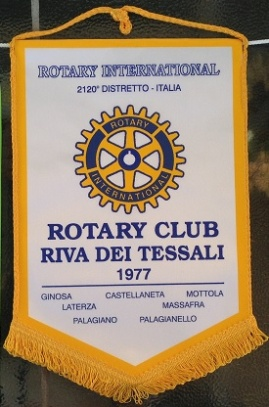 ROTARY INTERNATIONAL
2120° DISTRETTO - ITALIA
ROTARY
INTERNATIONAL
ROTARY CLUB
RIVA DEI TESSALI
1977
GINOSA CASTELLANETA MOTTOLA
LATERZA MASSAFRA
PALAGIANO PALAGIANELLO